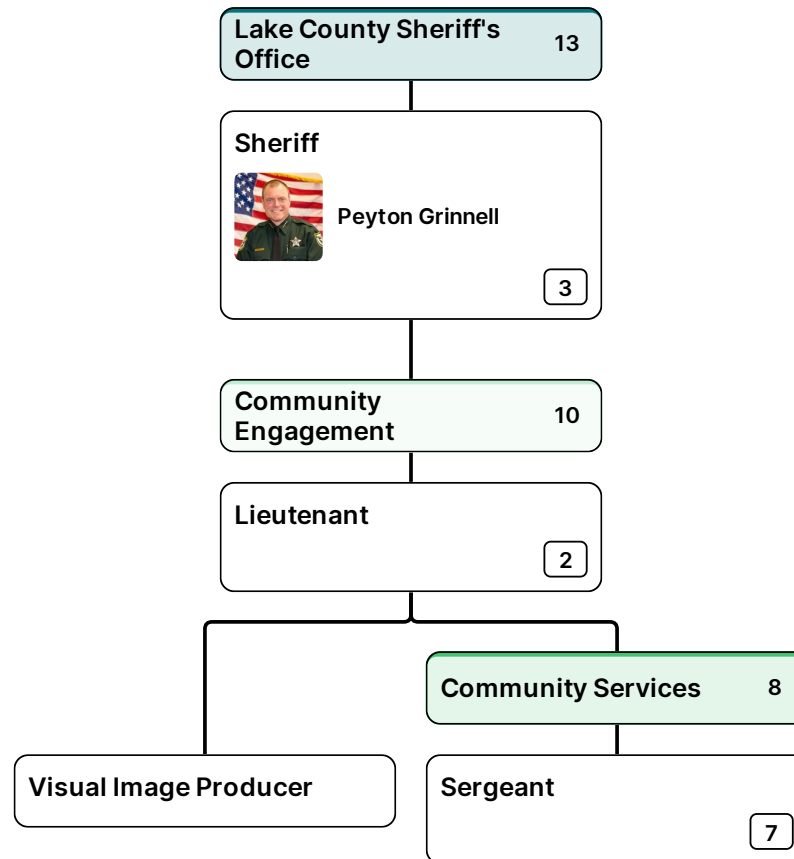 Lake County Sheriff's
Office
13
Sheriff
Peyton Grinnell
3
Community
Engagement
10
Lieutenant
2
Community Services
8
Visual Image Producer
Sergeant
7